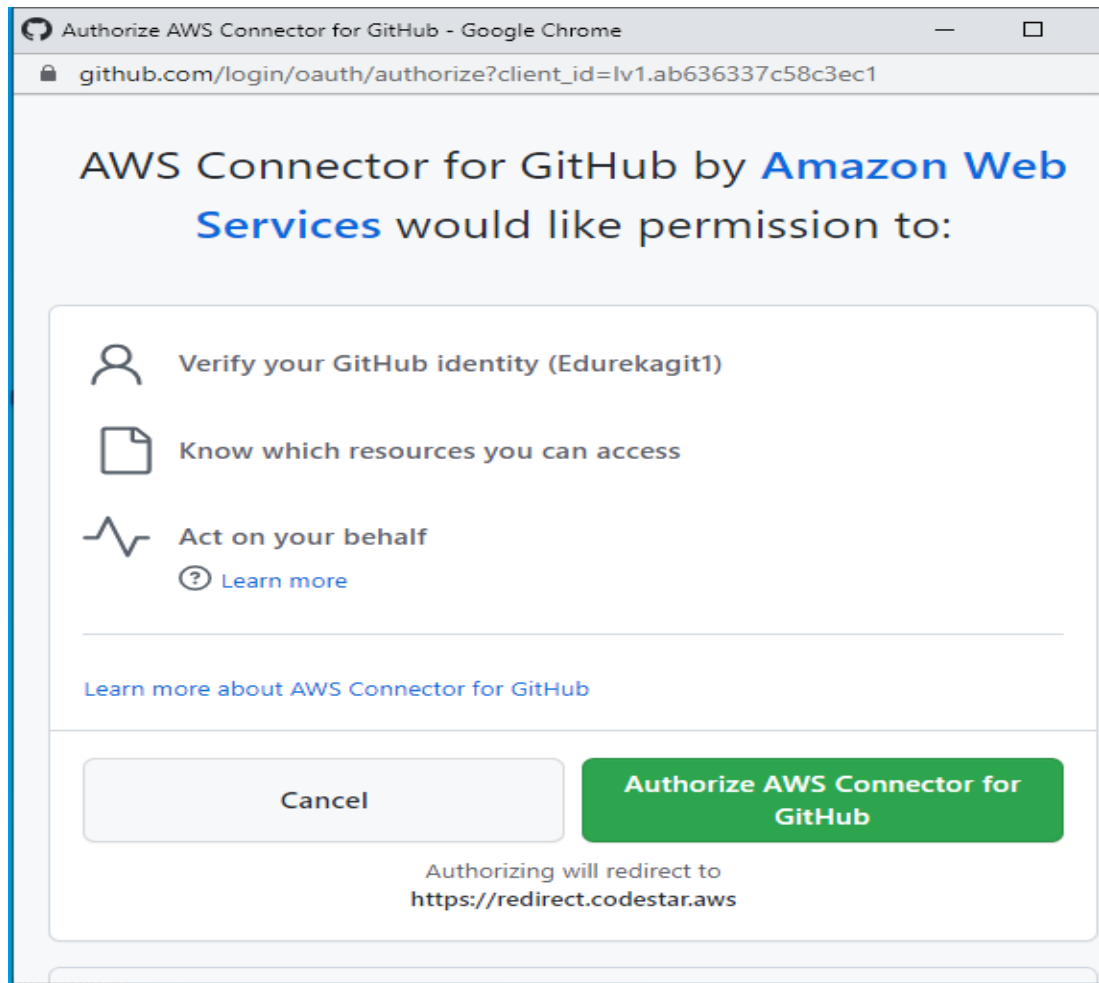 Authorize AWS Connector for GitHub - Google Chrome
github.com/login/oauth/authorize?client_id=lv1.ab636337c58c3ec1
AWS Connector for GitHub by Amazon Web
Services would like permission to:
Verify your GitHub identity (Edurekagit1)
Know which resources you can access
Act on your behalf
? Learn more
Learn more about AWS Connector for GitHub
Cancel
Authorize AWS Connector for
GitHub
Authorizing will redirect to
https://redirect.codestar.aws